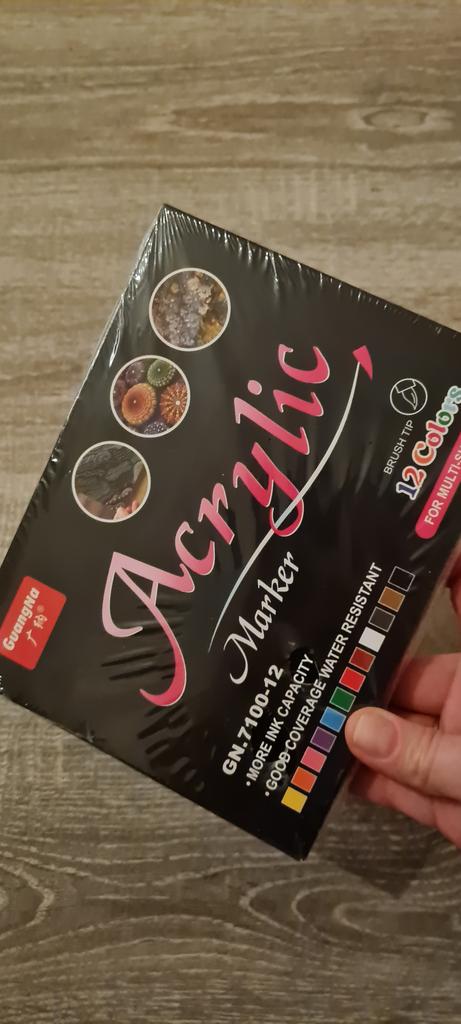 GuangNa
广纳®
Acrylic
Marker
GN.7100-12
•MORE INK CAPACITY
•GOOD COVERAGE WATER RESISTANT
BRUSH TIP
12 Colors
FOR MULTI-SU